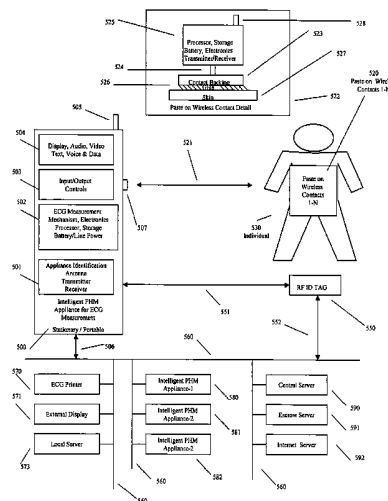 525
528
Processor, Storage
Battery, Electronics
Transmitter/Receiver
523
524
527
Contact Backing
526
Skin
Paste on Wireless Contact Detail
522
520
Paste on Wirel
Contacts 1-N
505
504
Display, Audio, Video
Text, Voice & Data
503
Input/Output
Controls
521
507
502
ECG Measurement
Mechanism, Electronics
Processor, Storage
Battery/Line Power
Paste on
Wireless
Contacts
1-N
530
Individual
501
Appliance Identification
Antenna
Transmitter
Receiver
Intelligent PHM
Appliance for ECG
Measurements
500
Stationary / Portable
551
RF ID TAG
550
552
506
560
570
ECG Printer
Intelligent PHM
Appliance-1
580
Central Server
590
571
External Display
Intelligent PHM
Appliance-2
581
Escrow Server
591
573
Local Server
Intelligent PHM
Appliance-2
582
Internet Server
592
560
560
560